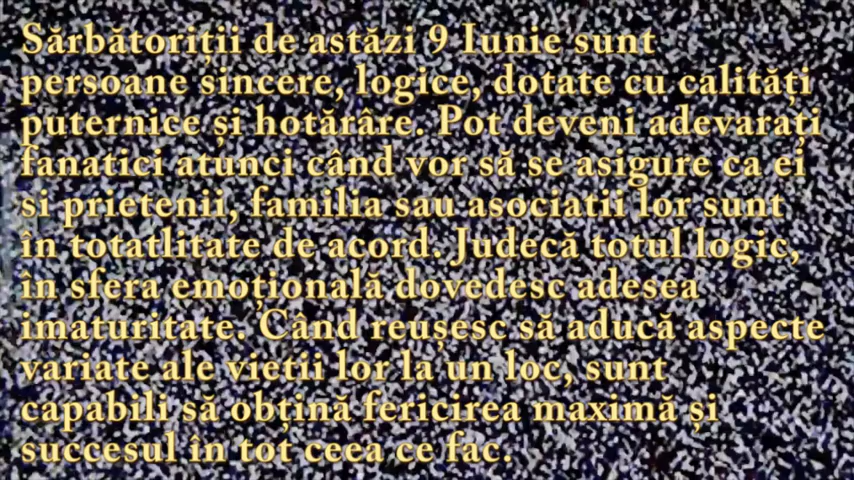 Sărbătoriții de astăzi 9 Iunie sunt
persoane sincere, logice, dotate cu calități
puternice și hotărâre. Pot deveni adevarați
fanatici atunci când vor să se asigure ca ei
si prietenii, familia sau asociatii lor sunt
în totatlitate de acord. Judecă totul logic,
în sfera emoțională dovedesc adesea
imaturitate. Când reușesc să aducă aspecte
variate ale vietii lor la un loc, sunt
capabili să obțină fericirea maximă și
succesul în tot ceea ce fac.